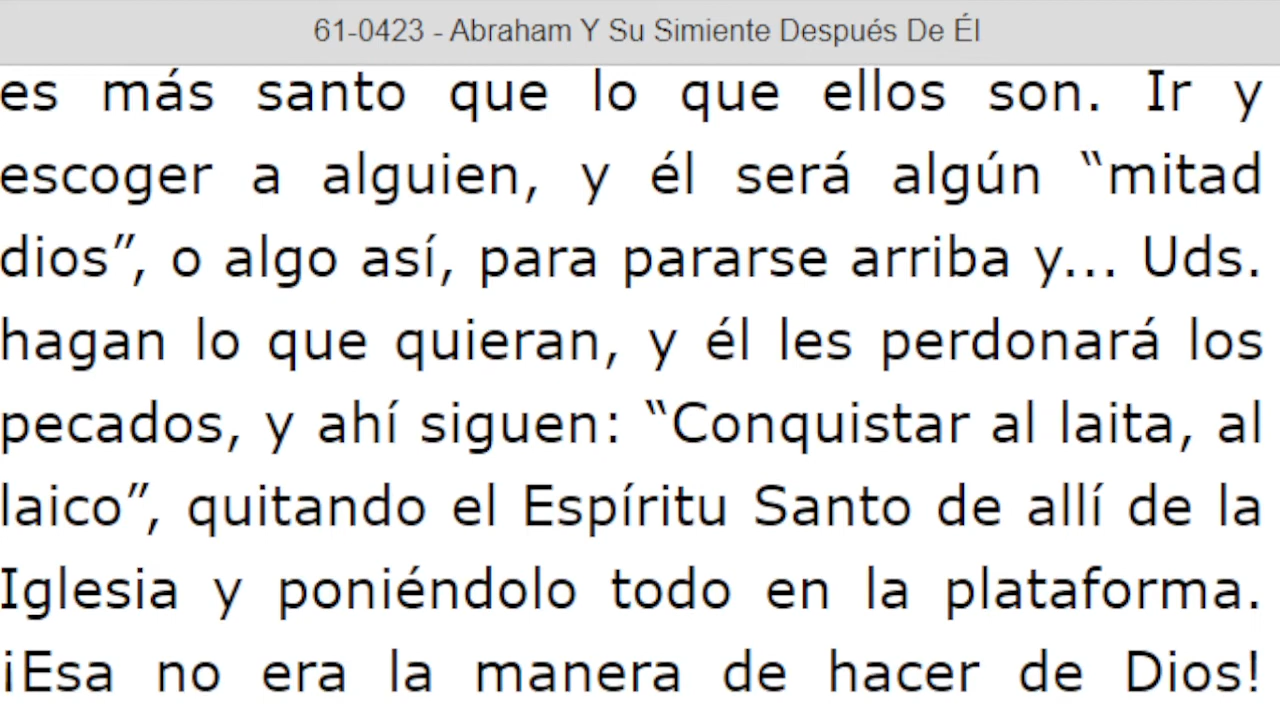 61-0423 - Abraham Y Su Simiente Después De Él
es más santo que lo que ellos son. Ir y
escoger a alguien, y él será algún “mitad
dios”, o algo así, para pararse arriba y... Uds.
hagan lo que quieran, y él les perdonará los
pecados, y ahí siguen: “Conquistar al laita, al
laico”, quitando el Espíritu Santo de allí de la
Iglesia y poniéndolo todo en la plataforma.
¡Esa no era la manera de hacer de Dios!